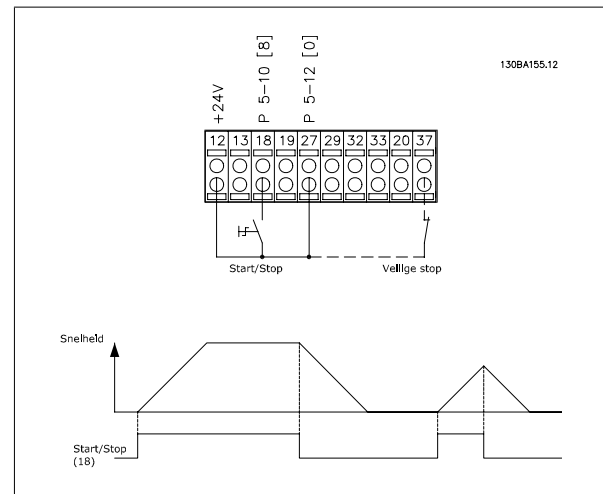 130BA155.12
+24V
P 5-10 [8]
P 5-12 [0]
12 13 18 19 27 29 32 33 20 37
Start/Stop
Veilige stop
Snelheid
Start/Stop
(18)